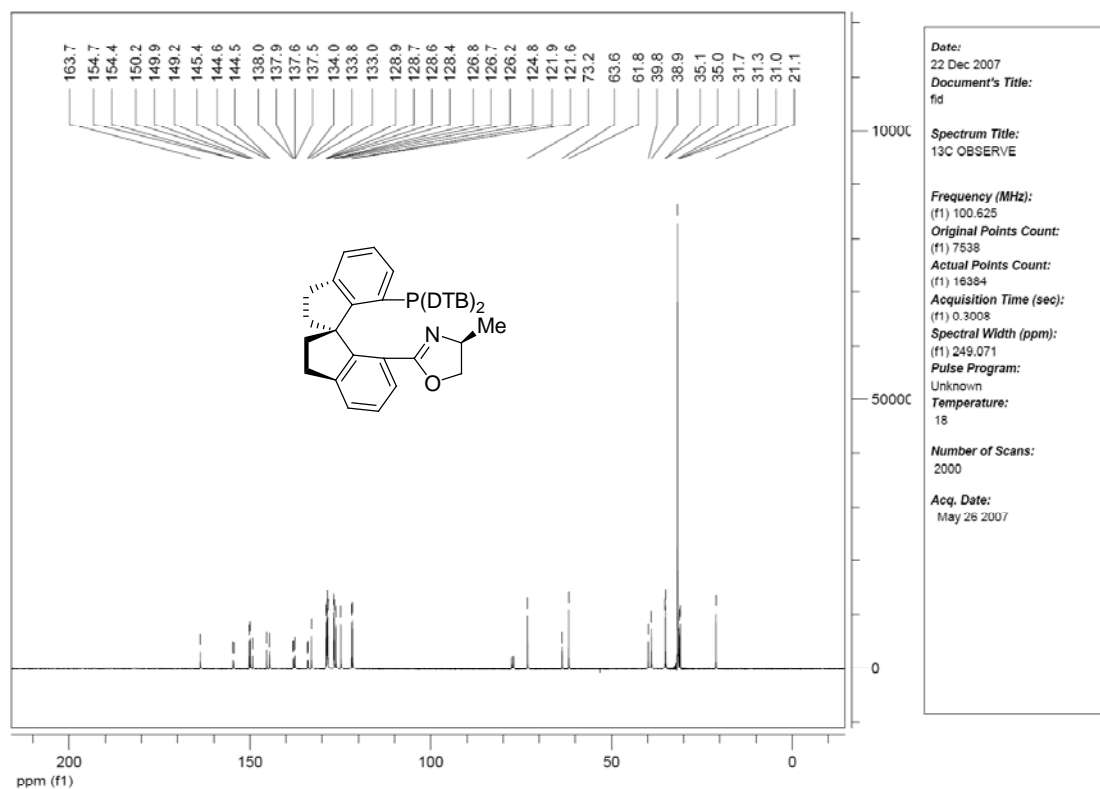 163.7 154.7 154.4 150.2 149.9 149.2 145.4 144.6 144.5 138.0 137.9 137.6 137.5 134.0 133.8 133.0 128.9 128.7 128.6 128.4 126.8 126.7 126.2 124.8 121.9 121.6 73.2 63.6 61.8 39.8 38.9 35.1 35.0 31.7 31.3 31.0 21.1
P(DTB)2
Me
N
O
50000
0
200 150 100 50 0
ppm (f1)
Date:
22 Dec 2007
Document's Title:
fid
Spectrum Title:
13C OBSERVE
Frequency (MHz):
(f1) 100.625
Original Points Count:
(f1) 7538
Actual Points Count:
(f1) 16384
Acquisition Time (sec):
(f1) 0.3008
Spectral Width (ppm):
(f1) 249.071
Pulse Program:
Unknown
Temperature:
18
Number of Scans:
2000
Acq. Date:
May 26 2007